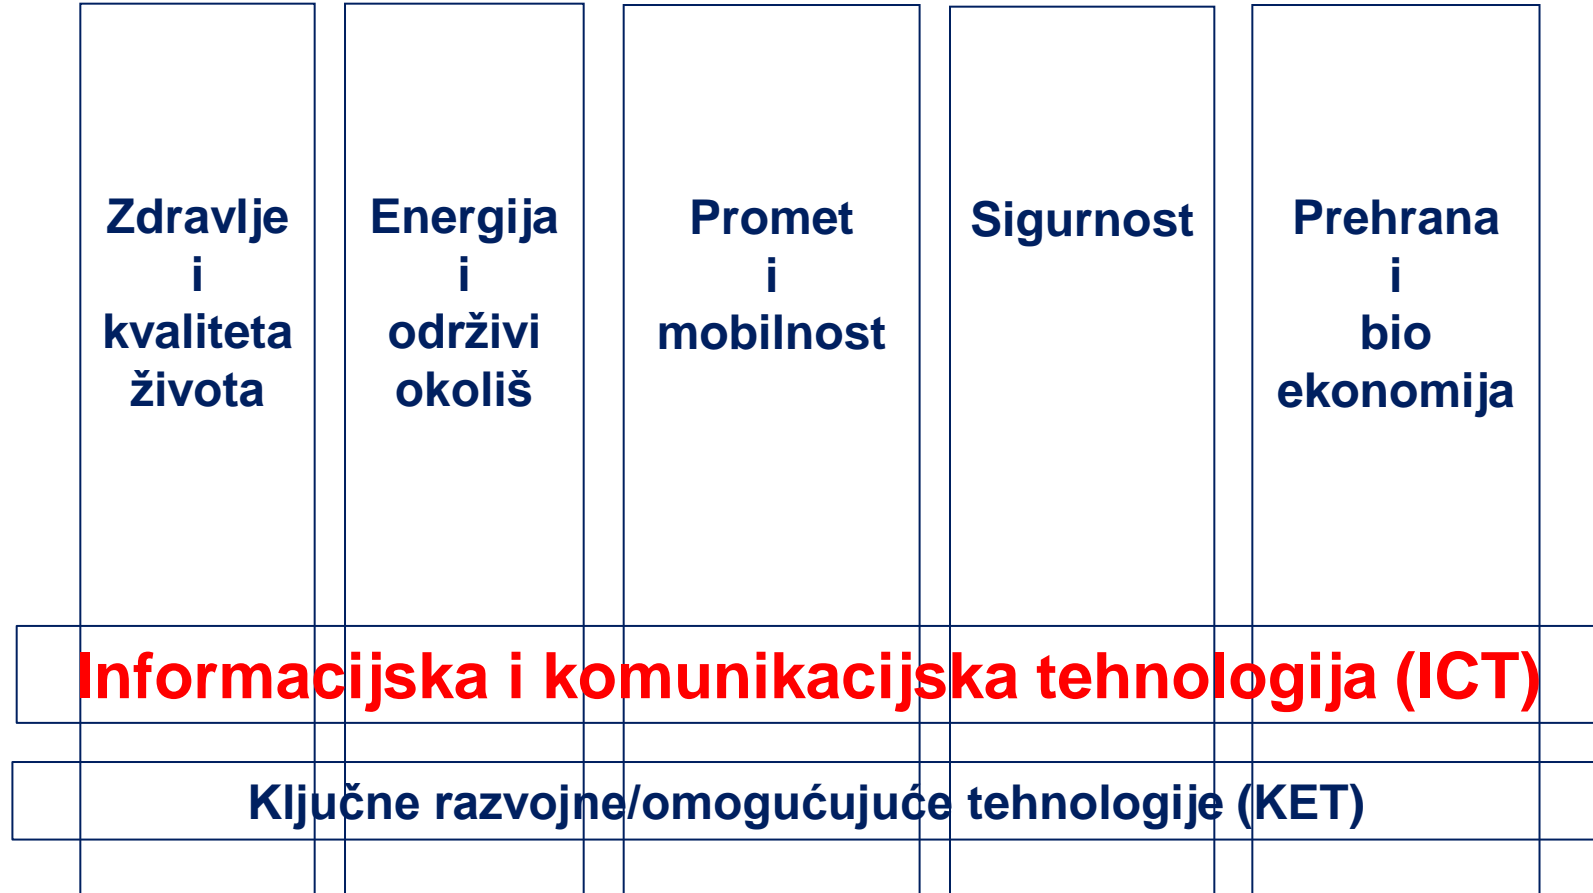 Zdravlje
i
kvaliteta
života
Energija
i
održivi
okoliš
Promet
i
mobilnost
Sigurnost
Prehrana
i
bio
ekonomija
Informacijska i komunikacijska tehnologija (ICT)
Ključne razvojne/omogućujuće tehnologije (KET)